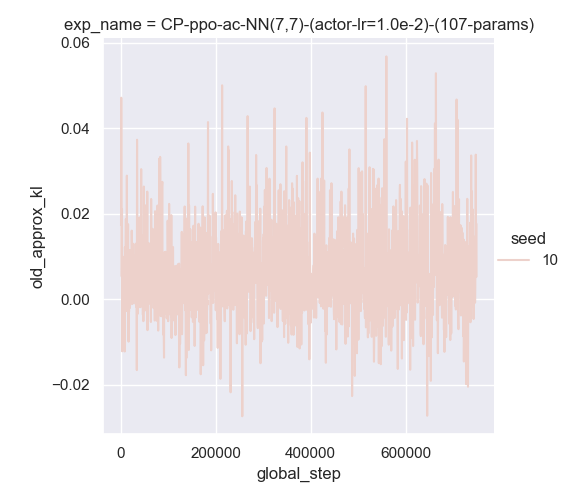 exp_name = CP-ppo-ac-NN(7,7)-(actor-lr=1.0e-2)-(107-params)
0.06
0.04
0.02
0.00
−0.02
old_approx_kl
0 200000 400000 600000
global_step
seed
10